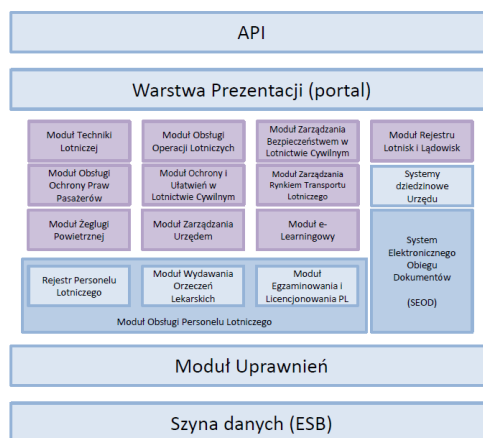 API
Warstwa Prezentacji (portal)
Moduł Techniki
Lotniczej
Moduł Obsługi
Operacji Lotniczych
Moduł Zarządzania
Bezpieczeństwem w
Lotnictwie Cywilnym
Moduł Rejestru
Lotnisk i Lądowisk
Moduł Obsługi
Ochrony Praw
Pasażerów
Moduł Ochrony i
Ułatwień w
Lotnictwie Cywilnym
Moduł Zarządzania
Rynkiem Transportu
Lotniczego
Systemy
dziedzinowe
Urzędu
Moduł Żeglugi
Powietrznej
Moduł Zarządzania
Urzędem
Moduł e-
Learningowy
System
Elektronicznego
Obiegu
Dokumentów
(SEOD)
Rejestr Personelu
Lotniczego
Moduł Wydawania
Orzeczeń
Lekarskich
Moduł
Egzaminowania i
Licencjonowania PL
Moduł Obsługi Personelu Lotniczego
Moduł Uprawnień
Szyna danych (ESB)